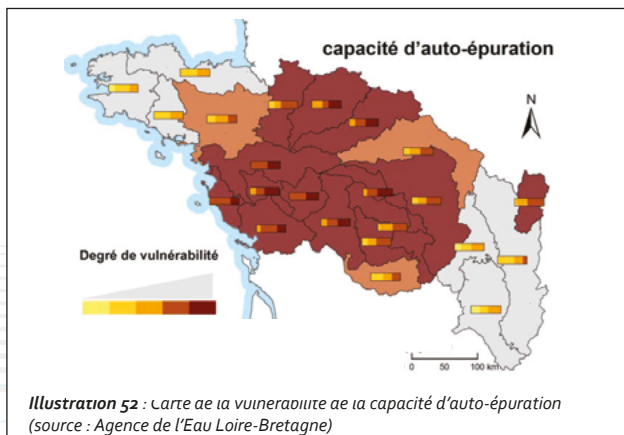 capacité d'auto-épuration
N
Degré de vulnérabilité
0 50 100 km
Illustration 52 : Carte de la vulnérabilité de la capacité d'auto-épuration
(source : Agence de l'Eau Loire-Bretagne)